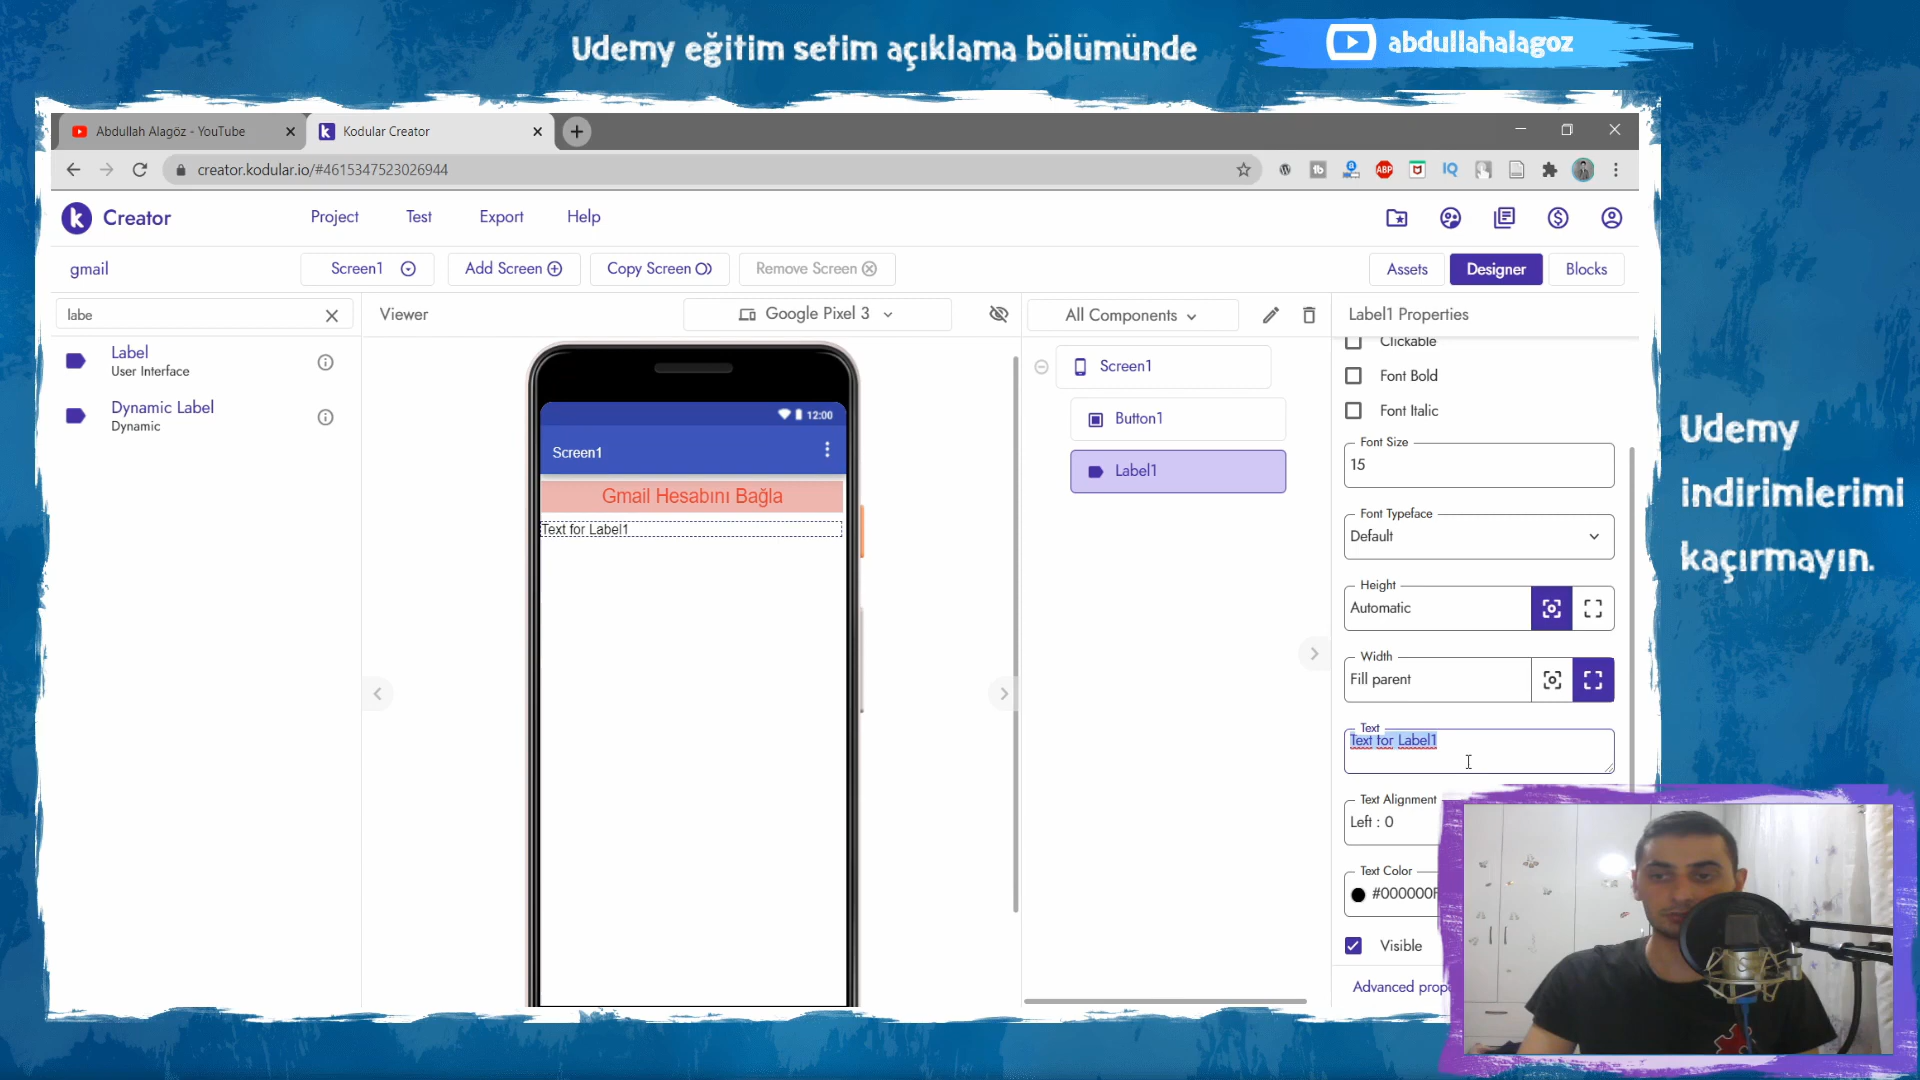 Udemy eğitim setim açıklama bölümünde
abdullahalagoz
Abdullah Alagöz - YouTube
Kodular Creator
creator.kodular.io/#4615347523026944
Creator
Project
Test
Export
Help
gmail
Screen1
Add Screen
Copy Screen
Remove Screen
Assets
Designer
Blocks
labe
Viewer
Google Pixel 3
All Components
Label1 Properties
Label
User Interface
Dynamic Label
Dynamic
12:00
Screen1
Gmail Hesabını Bağla
Text for Label1
Screen1
Button1
Label1
Clickable
Font Bold
Font Italic
Font Size
15
Font Typeface
Default
Height
Automatic
Width
Fill parent
Text
Text for Label1
Text Alignment
Left : 0
Text Color
#000000F
Visible
Advanced prop
Udemy
indirimlerimi
kaçırmayın.